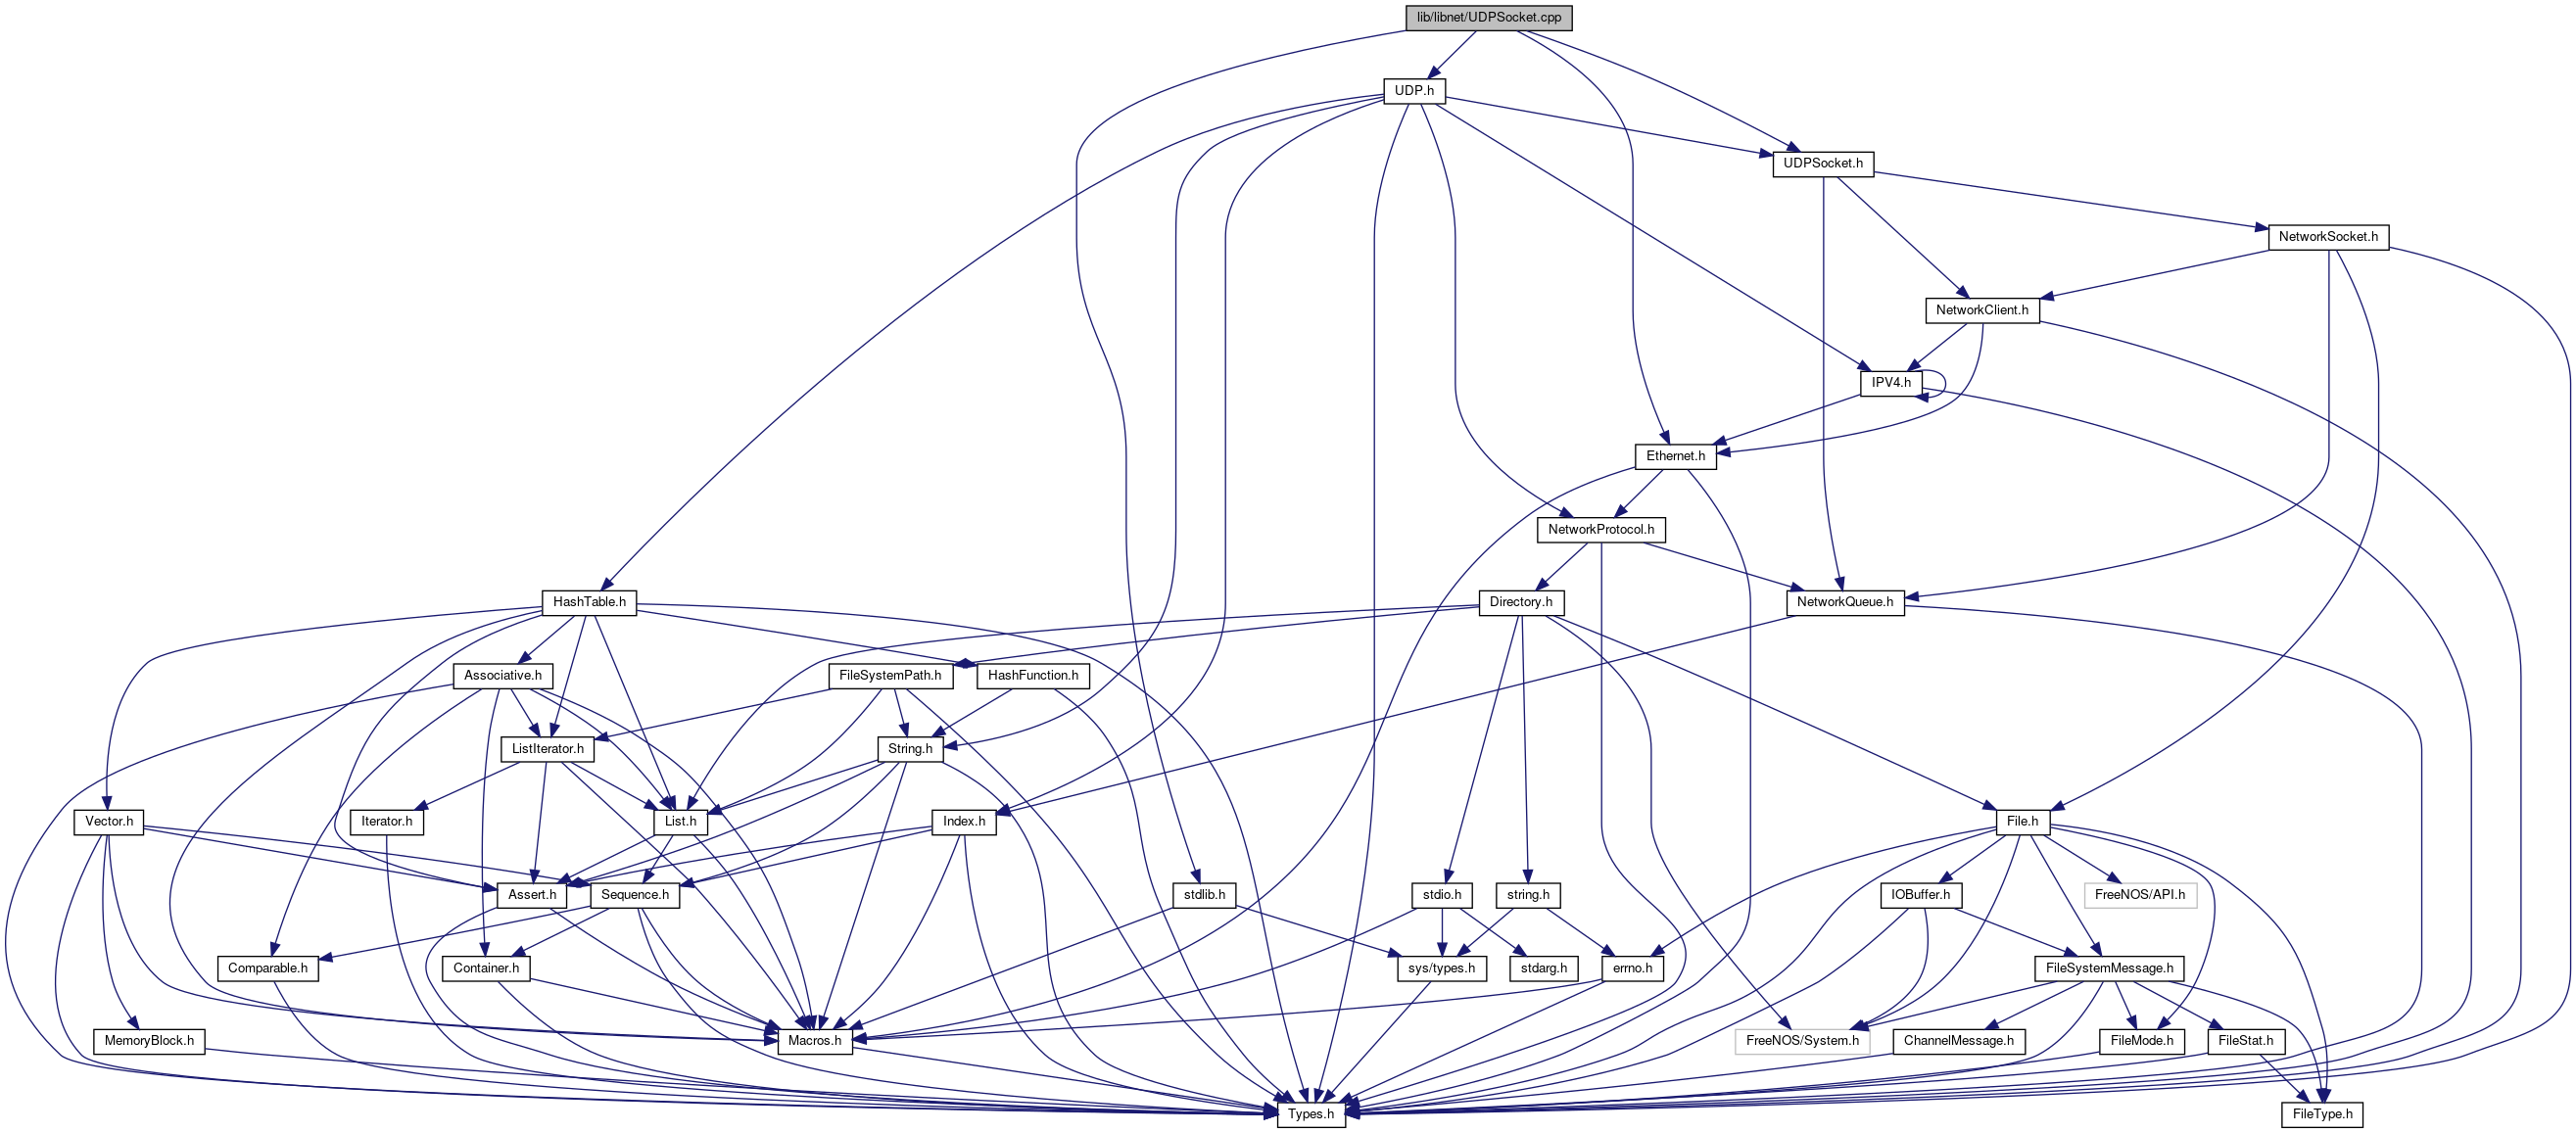 lib/libnet/UDPSocket.cpp
UDP.h
UDPSocket.h
NetworkSocket.h
NetworkClient.h
IPV4.h
Ethernet.h
NetworkProtocol.h
HashTable.h
Directory.h
NetworkQueue.h
Associative.h
FileSystemPath.h
HashFunction.h
ListIterator.h
String.h
Vector.h
Iterator.h
List.h
Index.h
File.h
Assert.h
Sequence.h
stdlib.h
stdio.h
string.h
IOBuffer.h
FreeNOS/API.h
Comparable.h
Container.h
sys/types.h
stdarg.h
errno.h
FileSystemMessage.h
MemoryBlock.h
Macros.h
FreeNOS/System.h
ChannelMessage.h
FileMode.h
FileStat.h
Types.h
FileType.h